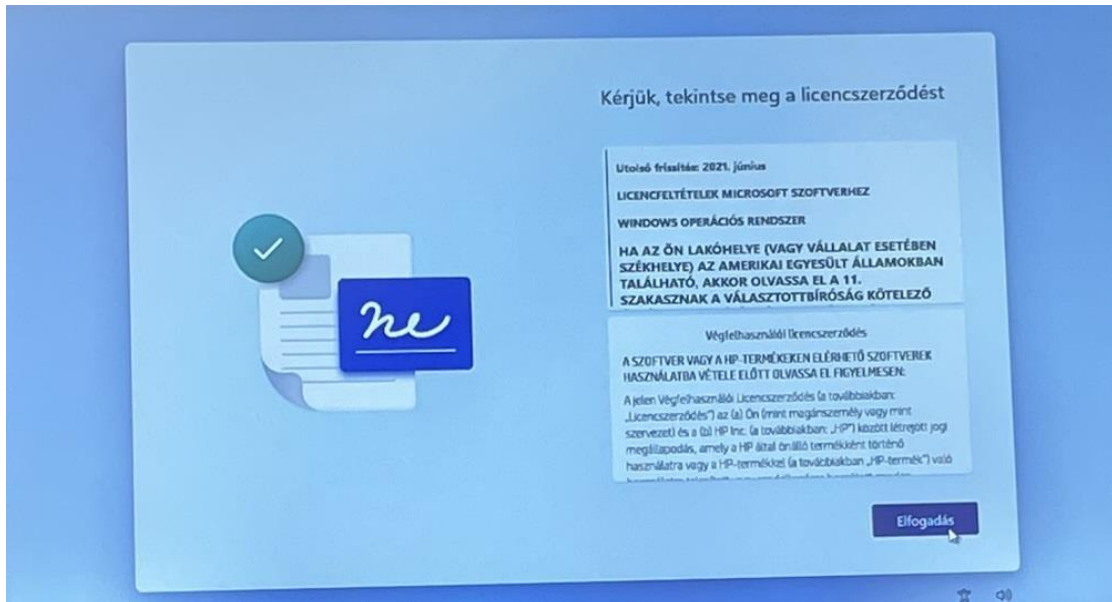 Kérjük, tekintse meg a licencszerződést
Utolsó frissítés: 2021. június
LICENCFELTÉTELEK MICROSOFT SZOFTVERHEZ
WINDOWS OPERÁCIÓS RENDSZER
HA AZ ÖN LAKÓHELYE (VAGY VÁLLALAT ESETÉBEN
SZÉKHELYE) AZ AMERIKAI EGYESÜLT ÁLLAMOKBAN
TALÁLHATÓ, AKKOR OLVASSA EL A 11.
SZAKASZNAK A VÁLASZTOTTBÍRÓSÁG KÖTELEZŐ
Végfelhasználói licencszerződés
A SZOFTVER VAGY A HP-TERMÉKEKEN ELÉRHETŐ SZOFTVEREK
HASZNÁLATBA VÉTELE ELŐTT OLVASSA EL FIGYELMESEN:
A jelen Végfelhasználói Licencszerződés (a továbbiakban:
„Licencszerződés") az (a) Ön (mint magánszemély vagy mint
szervezet) és a (b) HP Inc. (a továbbiakban: „HP") között létrejött jogi
megállapodás, amely a HP által önálló termékként történő
használatra vagy a HP-termékkel (a továbbiakban „HP-termék") való
Elfogadás